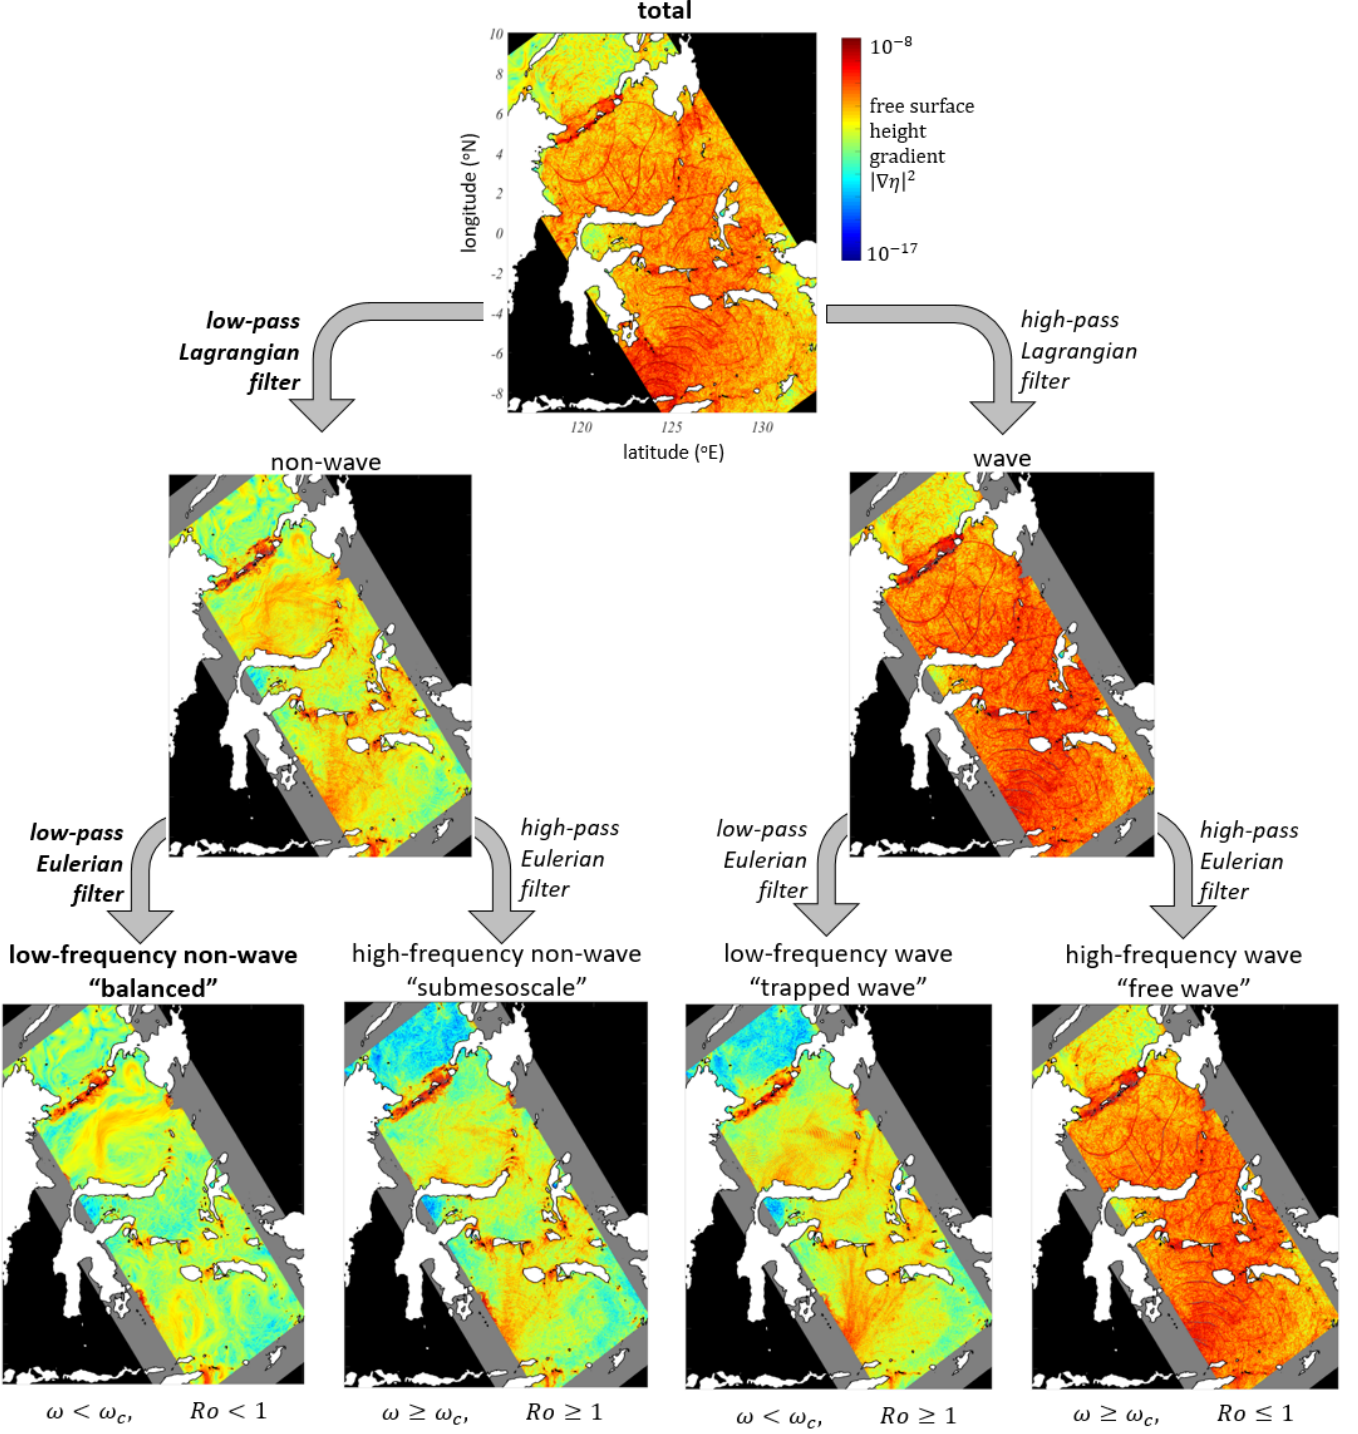 total
10
8
6
4
2
0
-2
-4
-6
-8
longitude (°N)
120
125
130
latitude (°E)
10⁻⁸
free surface
height
gradient
|∇η|²
10⁻¹⁷
low-pass
Lagrangian
filter
high-pass
Lagrangian
filter
non-wave
wave
low-pass
Eulerian
filter
high-pass
Eulerian
filter
low-pass
Eulerian
filter
high-pass
Eulerian
filter
low-frequency non-wave
“balanced”
high-frequency non-wave
“submesoscale”
low-frequency wave
“trapped wave”
high-frequency wave
“free wave”
ω < ω_c, Ro < 1
ω ≥ ω_c, Ro ≥ 1
ω < ω_c, Ro ≥ 1
ω ≥ ω_c, Ro ≤ 1